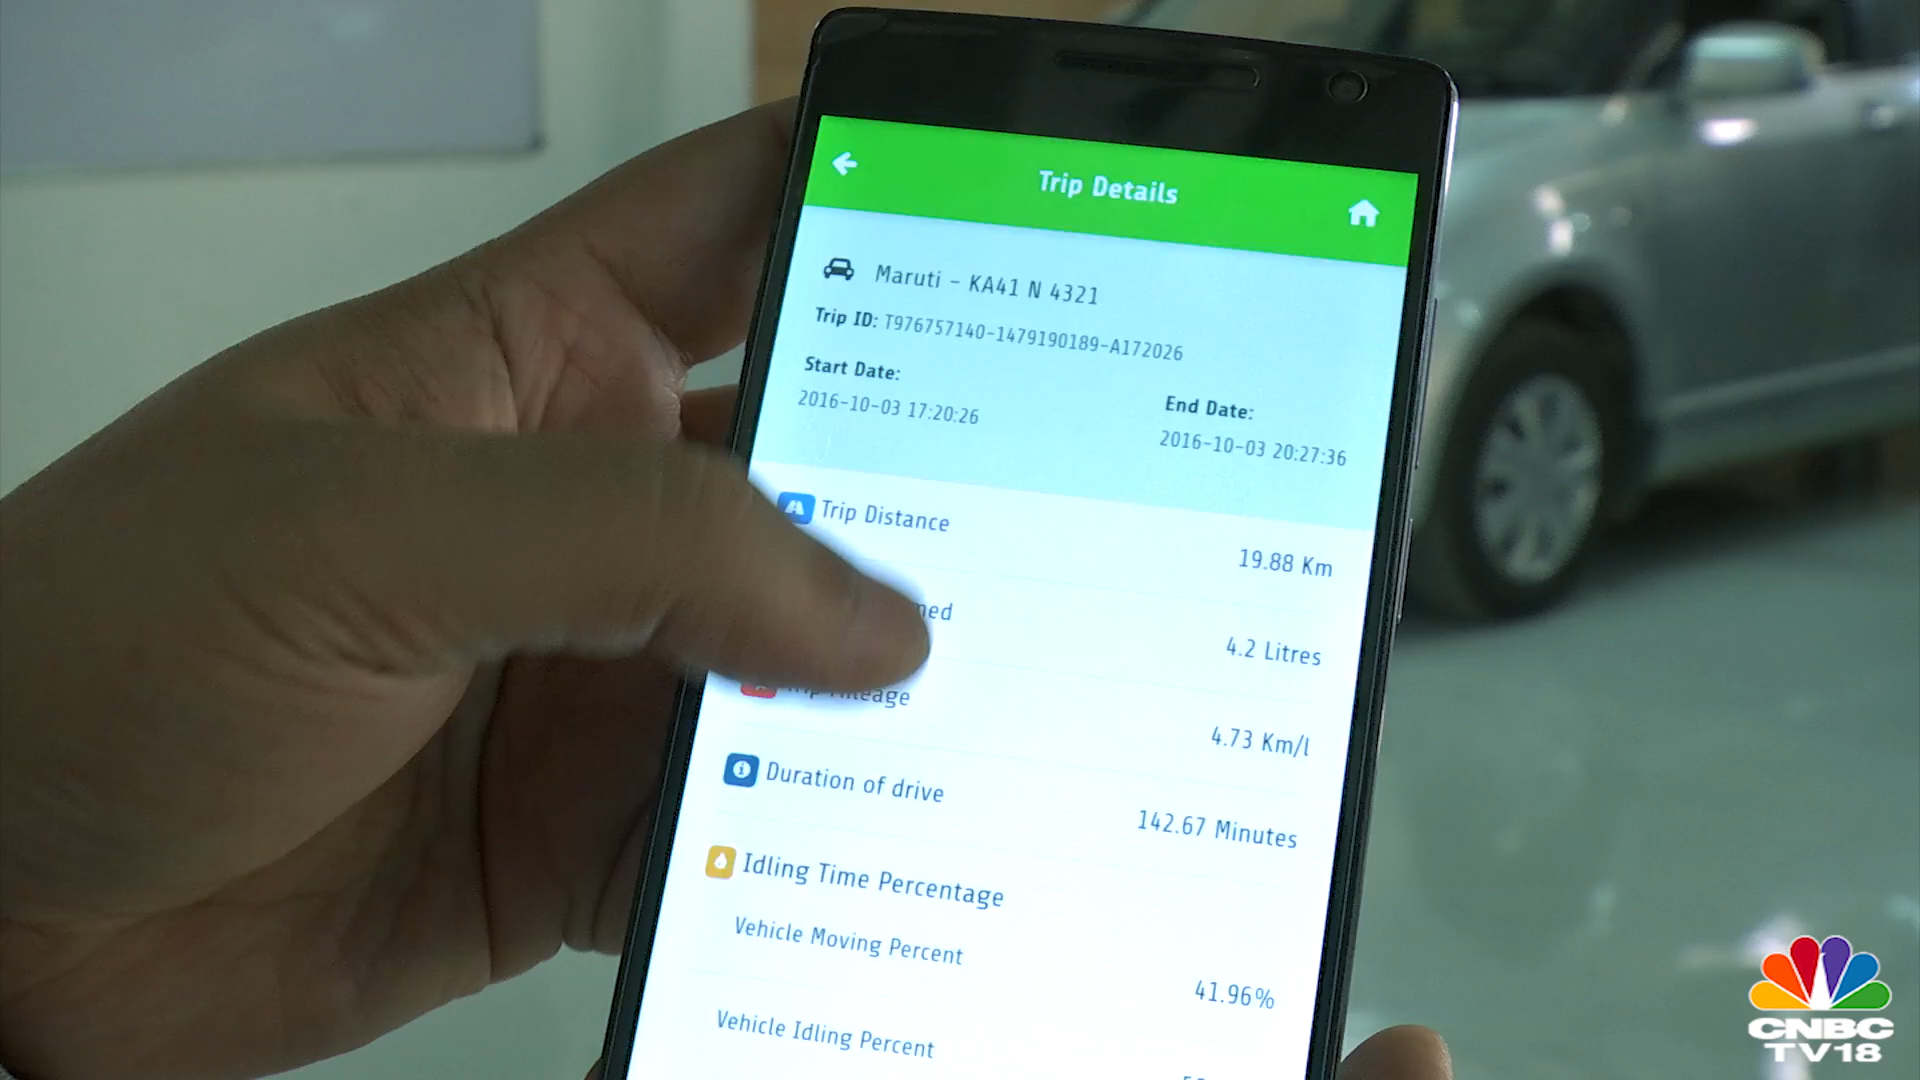 Trip Details
Maruti - KA41 N 4321
Trip ID: T976757140-1479190189-A172026
Start Date:
2016-10-03 17:20:26
End Date:
2016-10-03 20:27:36
Trip Distance
19.88 Km
4.2 Litres
Trip Mileage
4.73 Km/l
Duration of drive
142.67 Minutes
Idling Time Percentage
Vehicle Moving Percent
41.96%
Vehicle Idling Percent
CNBC
TV18